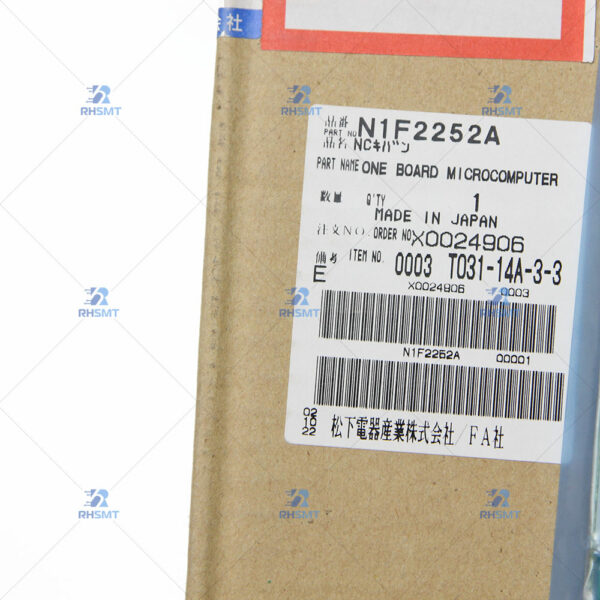 会社
品番
PART NO N1F2252A
品名 NCキバン
PART NAME ONE BOARD MICROCOMPUTER
数量 Q'TY 1
MADE IN JAPAN
注文NO. ORDER NO X0024906
備考 ITEM NO. 0003 T031-14A-3-3
E
X0024906 0003
N1F2252A 00001
02
10
22
松下電器産業株式会社/FA社
RHSMT
RHSMT
RHSMT
RHSMT
RHSMT
RHSMT
RHSMT
RHSMT
RHSMT